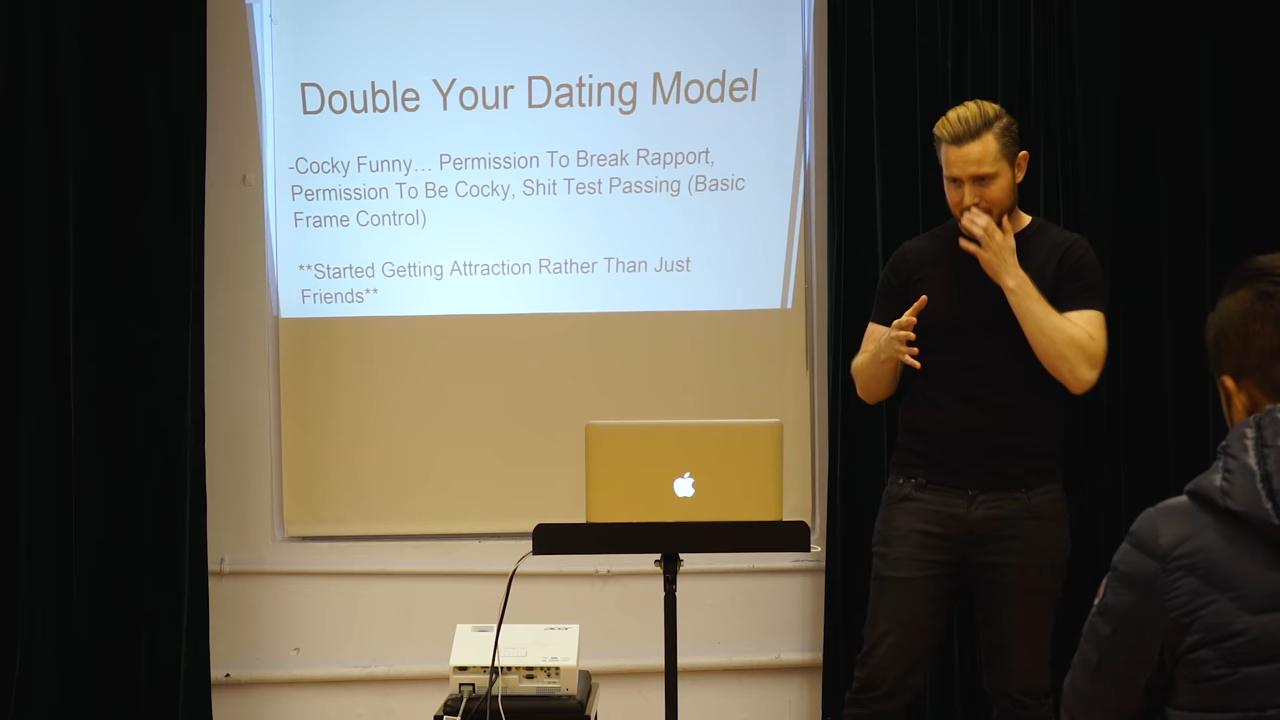 Double Your Dating Model
-Cocky Funny… Permission To Break Rapport,
Permission To Be Cocky, Shit Test Passing (Basic
Frame Control)
**Started Getting Attraction Rather Than Just
Friends**
acer